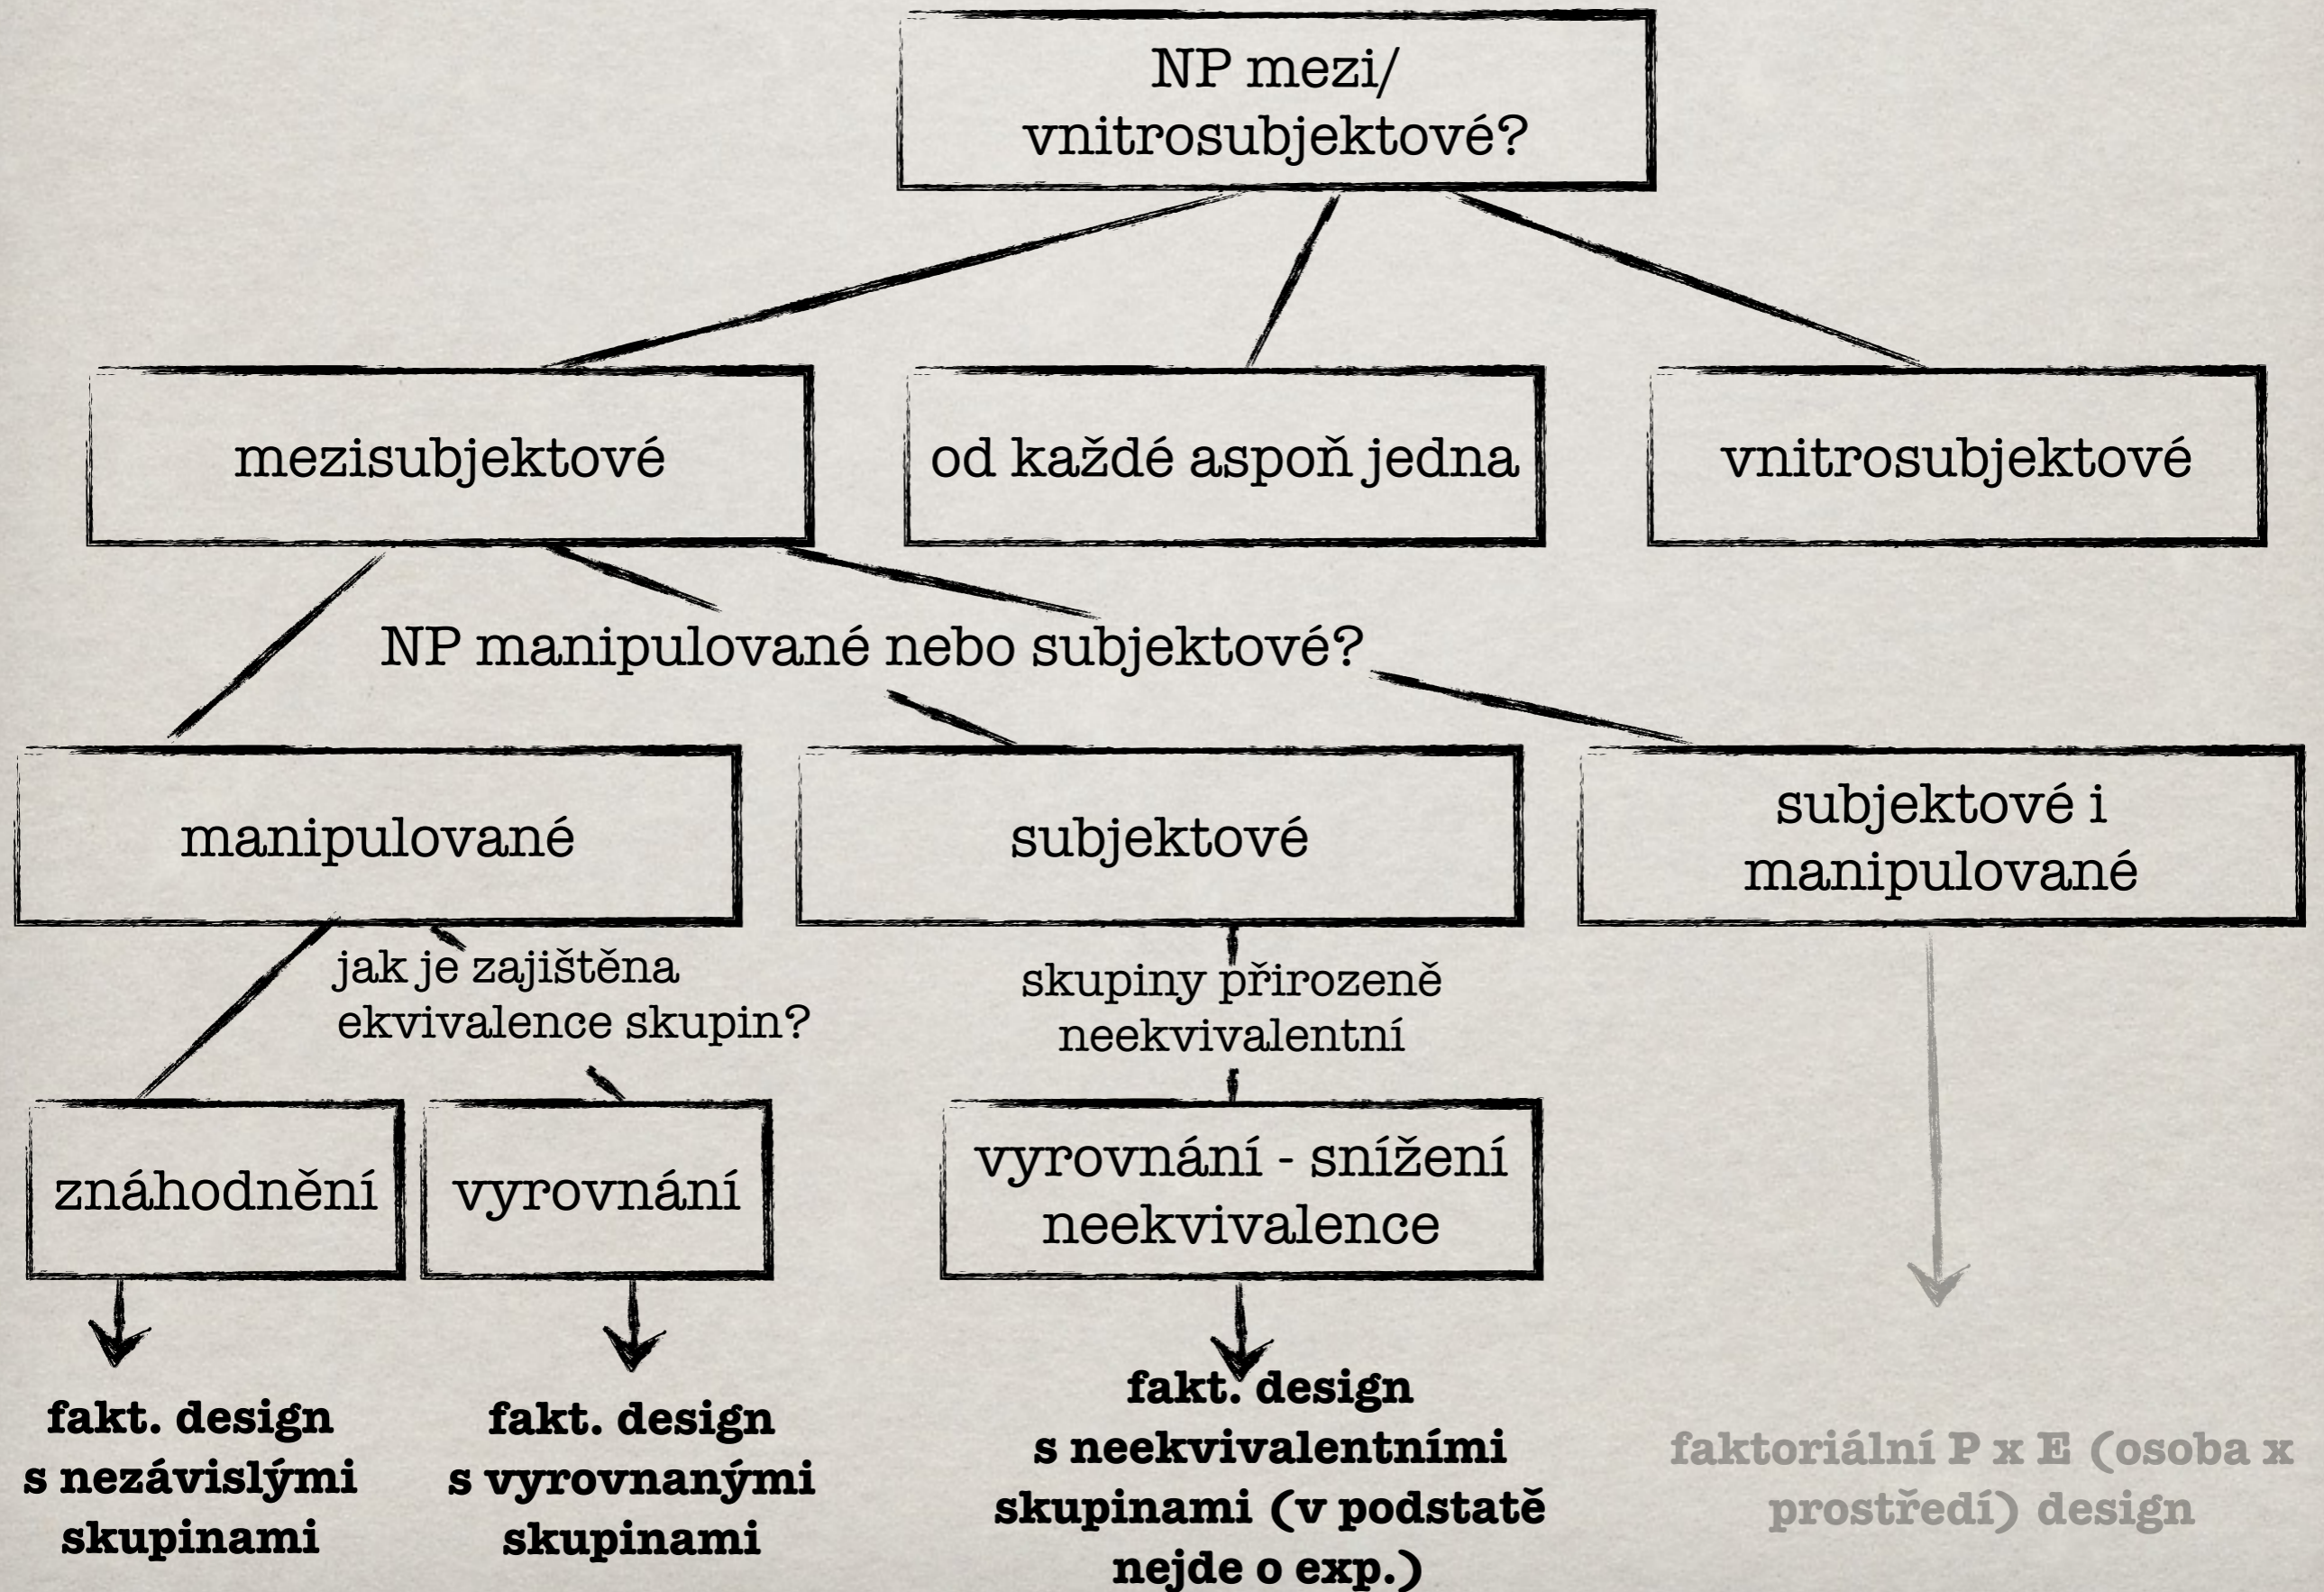 NP mezi/
vnitrosubjektové?
mezisubjektové
od každé aspoň jedna
vnitrosubjektové
NP manipulované nebo subjektové?
manipulované
subjektové
subjektové i
manipulované
jak je zajištěna
ekvivalence skupin?
skupiny přirozeně
neekvivalentní
znáhodnění
vyrovnání
vyrovnání - snížení
neekvivalence
fakt. design
s nezávislými
skupinami
fakt. design
s vyrovnanými
skupinami
fakt. design
s neekvivalentními
skupinami (v podstatě
nejde o exp.)
faktoriální P x E (osoba x
prostředí) design